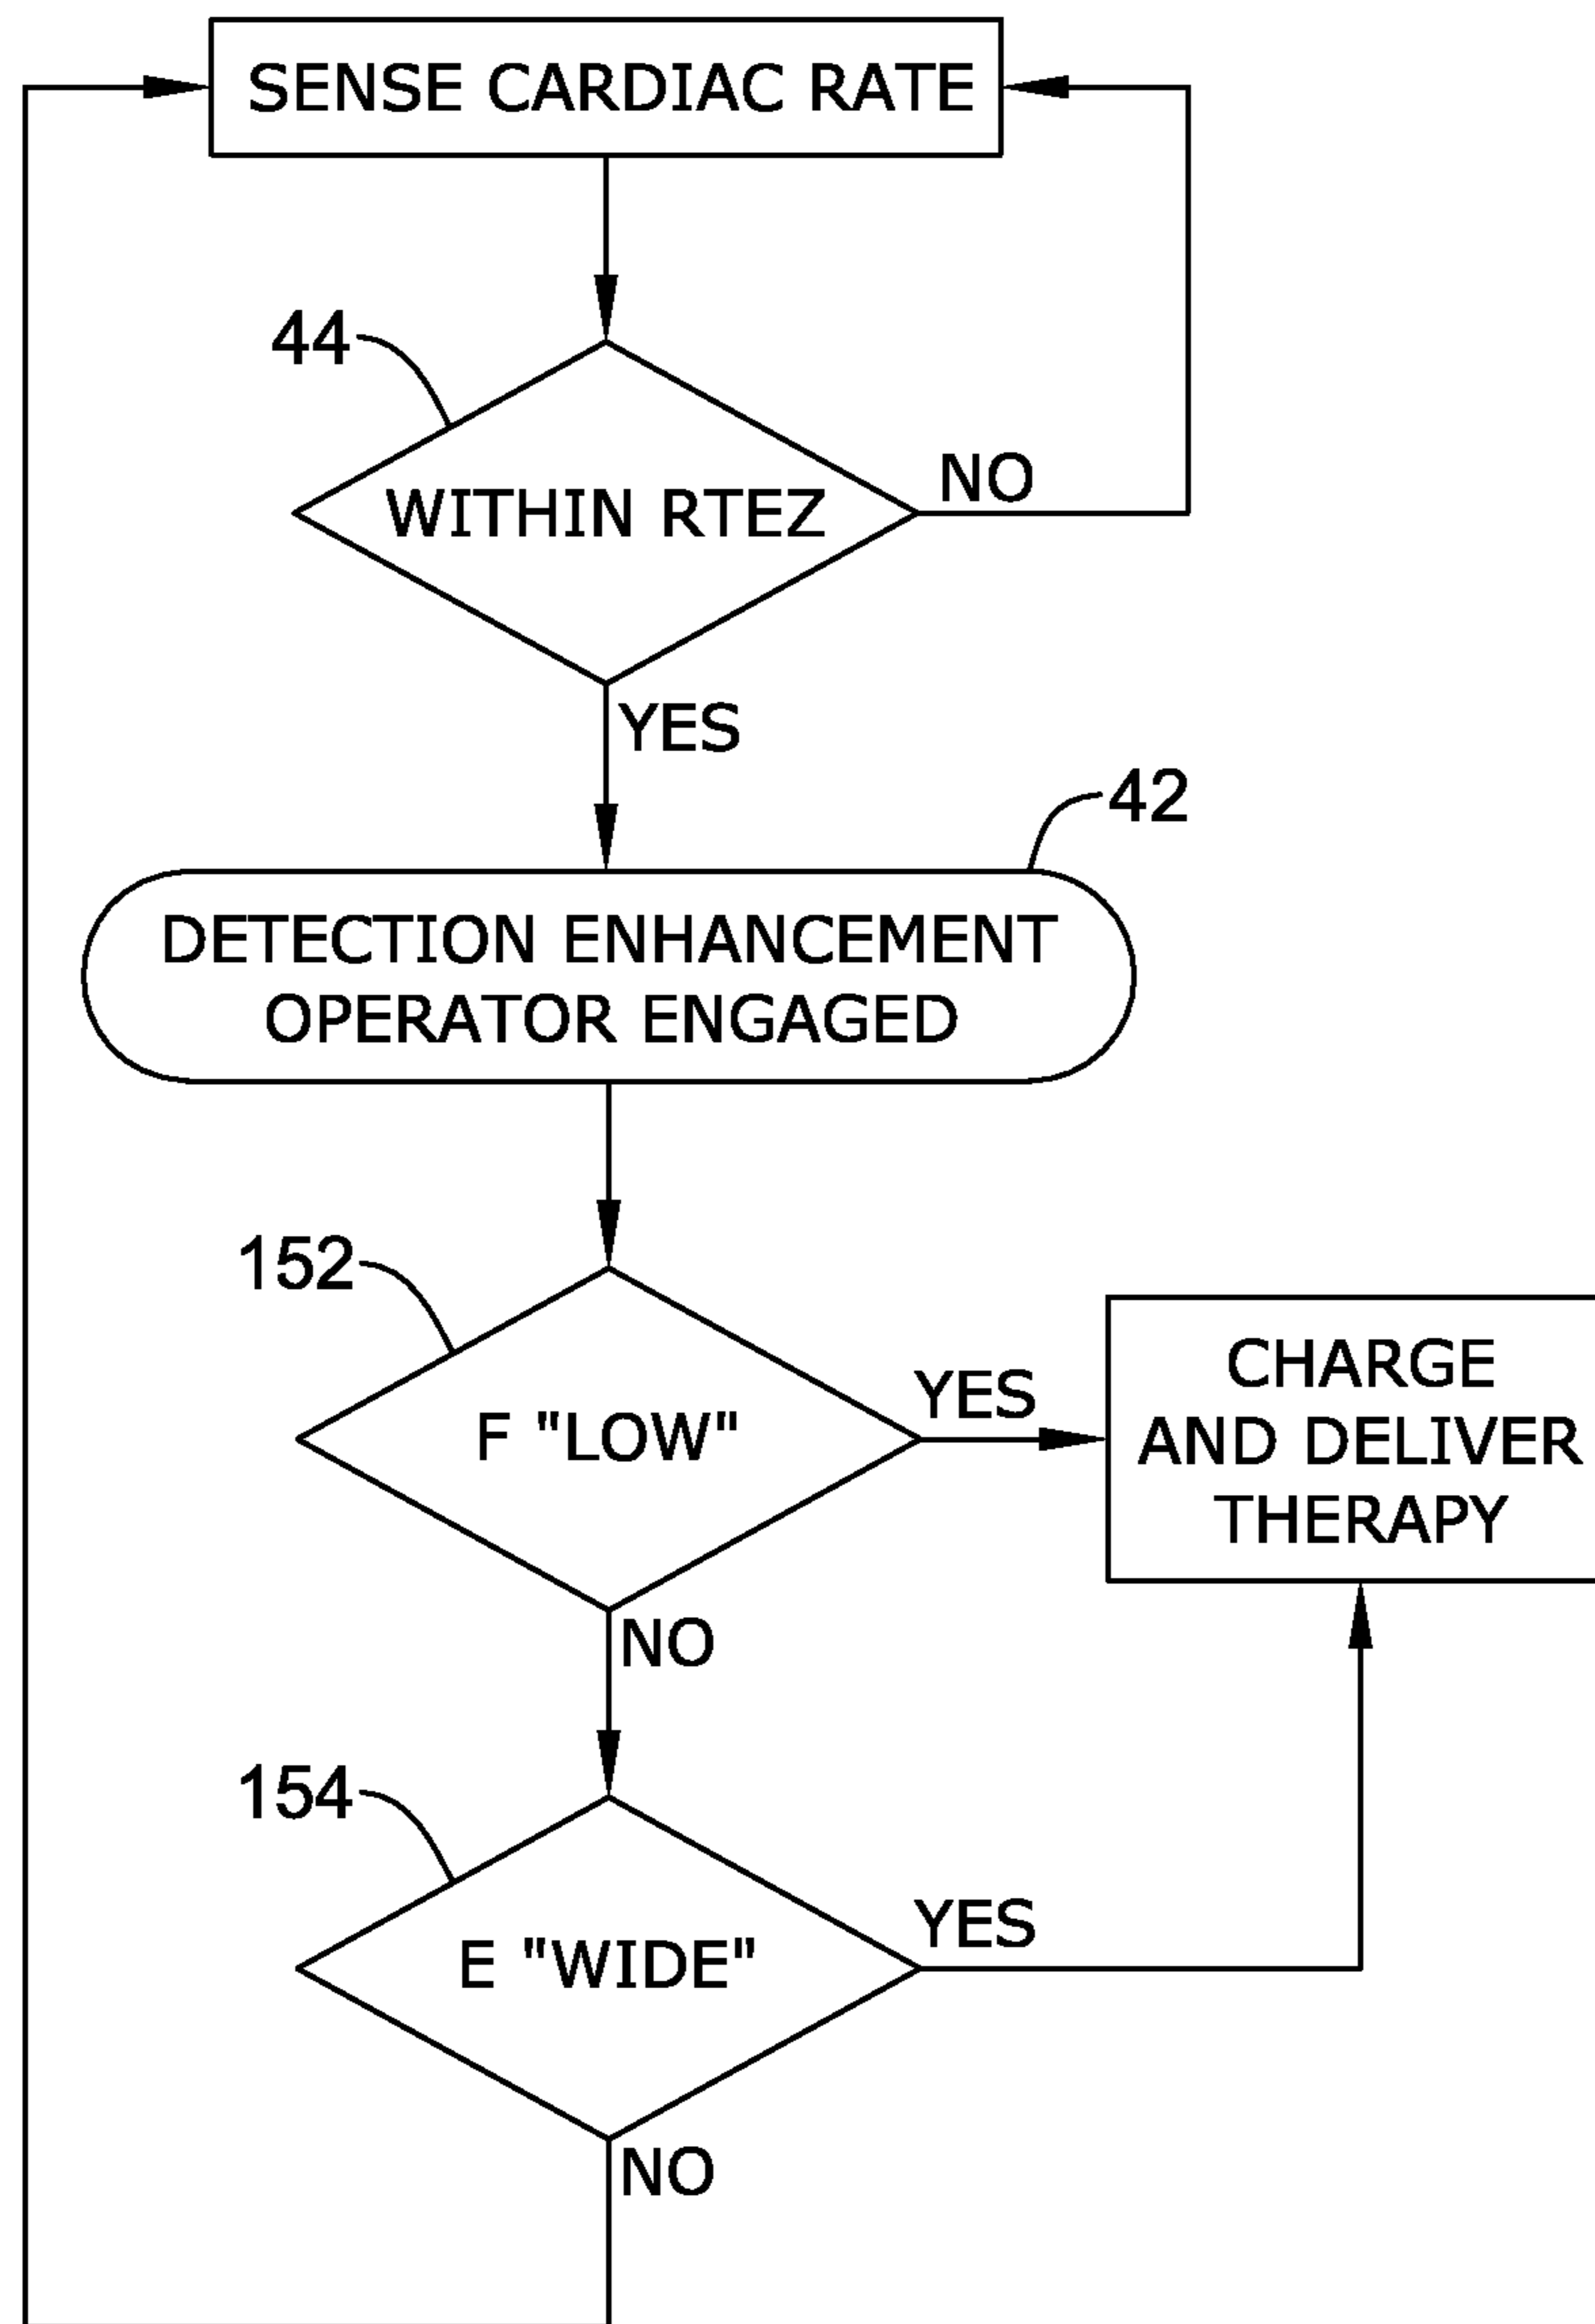 SENSE CARDIAC RATE
44
WITHIN RTEZ
NO
YES
42
DETECTION ENHANCEMENT
OPERATOR ENGAGED
152
F "LOW"
YES
CHARGE
AND DELIVER
THERAPY
NO
154
E "WIDE"
YES
NO